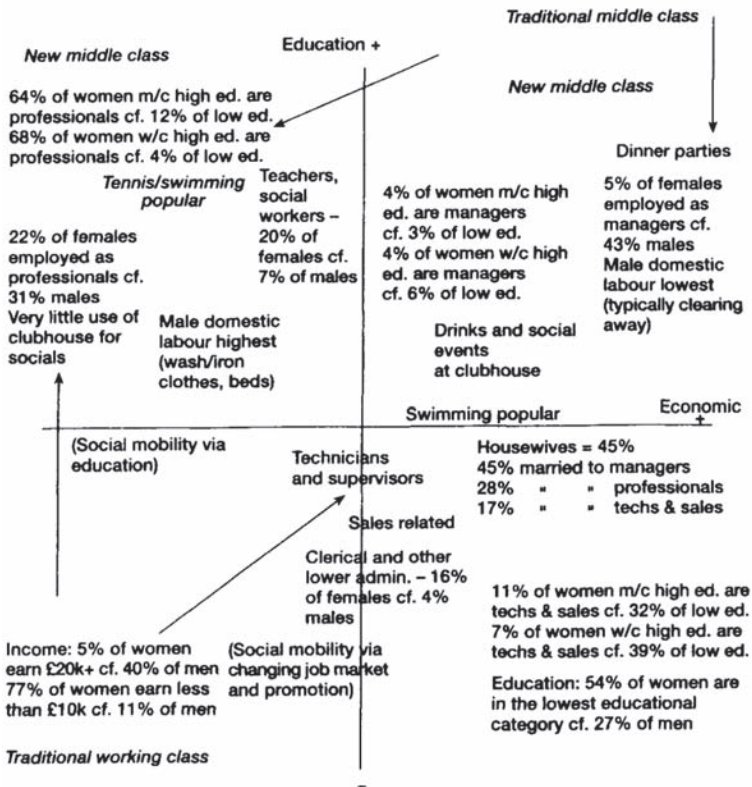 Traditional middle class
Education +
New middle class
New middle class
64% of women m/c high ed. are
professionals cf. 12% of low ed.
68% of women w/c high ed. are
professionals cf. 4% of low ed.
Tennis/swimming
popular
Teachers,
social
workers –
20% of
females cf.
7% of males
22% of females
employed as
professionals cf.
31% males
Very little use of
clubhouse for
socials
Male domestic
labour highest
(wash/iron
clothes, beds)
4% of women m/c high
ed. are managers
cf. 3% of low ed.
4% of women w/c high
ed. are managers
cf. 6% of low ed.
Dinner parties
5% of females
employed as
managers cf.
43% males
Male domestic
labour lowest
(typically clearing
away)
Drinks and social
events
at clubhouse
Swimming popular
Economic
+
(Social mobility via
education)
Technicians
and supervisors
Sales related
Clerical and other
lower admin. – 16%
of females cf. 4%
males
Housewives = 45%
45% married to managers
28% " " professionals
17% " " techs & sales
11% of women m/c high ed. are
techs & sales cf. 32% of low ed.
7% of women w/c high ed. are
techs & sales cf. 39% of low ed.
Education: 54% of women are
in the lowest educational
category cf. 27% of men
Income: 5% of women
earn £20k+ cf. 40% of men
77% of women earn less
than £10k cf. 11% of men
(Social mobility via
changing job market
and promotion)
Traditional working class